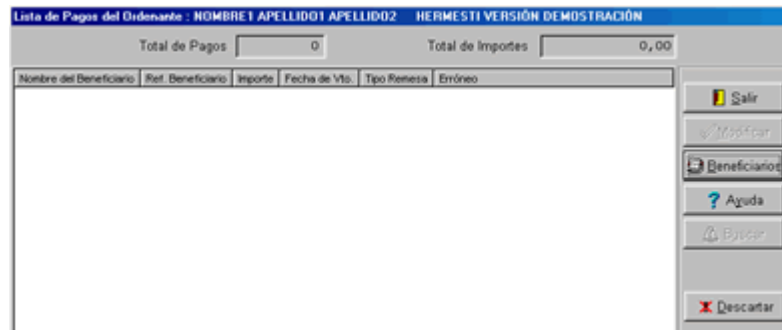 Lista de Pagos del Ordenante : NOMBRE1 APELLIDO1 APELLIDO2 HERMESTI VERSIÓN DEMOSTRACIÓN
Total de Pagos 0 Total de Importes 0,00
Nombre del Beneficiario Ref. Beneficiario Importe Fecha de Vto. Tipo Remesa Erróneo
Salir
Modificar
Beneficiarios
Ayuda
Buscar
Descartar